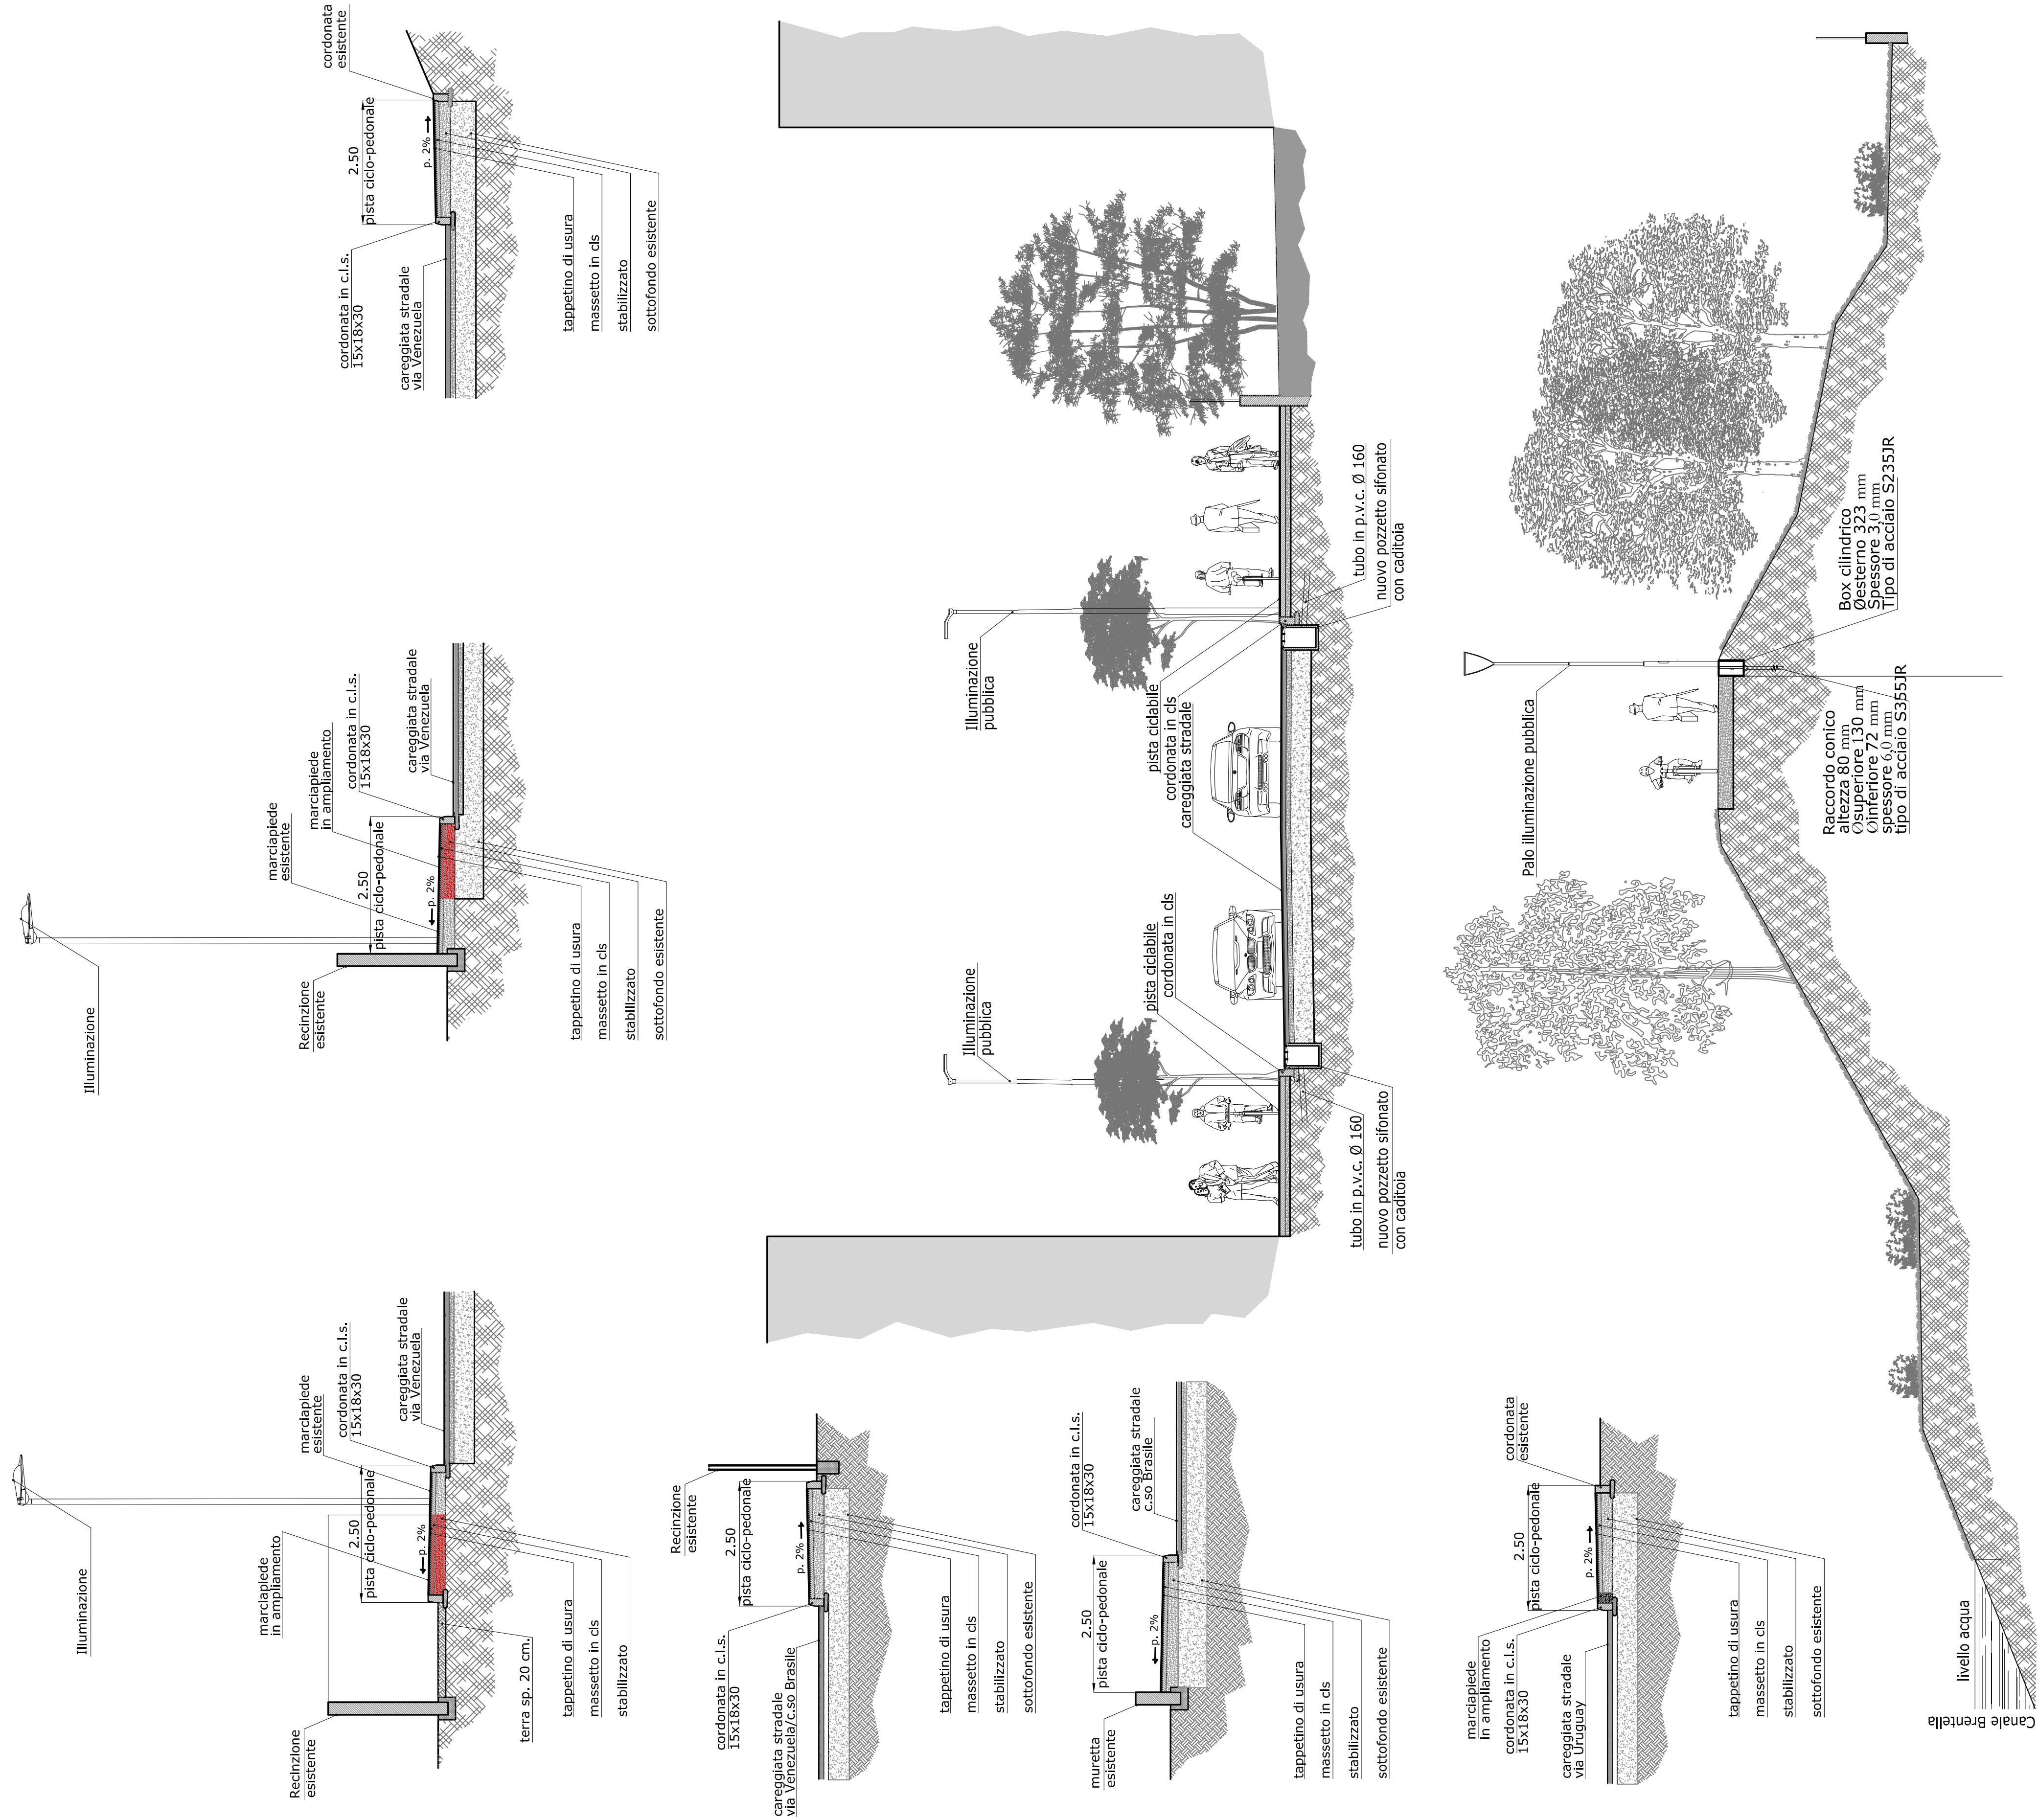 Illuminazione
Recinzione
esistente
marciapiede
in ampliamento
marciapiede
esistente
cordonata in c.l.s.
15x18x30
careggiata stradale
via Venezuela
2.50
pista ciclo-pedonale
p. 2%
terra sp. 20 cm.
tappetino di usura
massetto in cls
stabilizzato
Illuminazione
Recinzione
esistente
marciapiede
esistente
marciapiede
in ampliamento
cordonata in c.l.s.
15x18x30
careggiata stradale
via Venezuela
2.50
pista ciclo-pedonale
p. 2%
tappetino di usura
massetto in cls
stabilizzato
sottofondo esistente
cordonata in c.l.s.
15x18x30
careggiata stradale
via Venezuela
2.50
pista ciclo-pedonale
p. 2%
cordonata
esistente
tappetino di usura
massetto in cls
stabilizzato
sottofondo esistente
cordonata in c.l.s.
15x18x30
careggiata stradale
via Venezuela/c.so Brasile
2.50
pista ciclo-pedonale
p. 2%
Recinzione
esistente
tappetino di usura
massetto in cls
stabilizzato
sottofondo esistente
muretta
esistente
2.50
pista ciclo-pedonale
p. 2%
cordonata in c.l.s.
15x18x30
careggiata stradale
c.so Brasile
tappetino di usura
massetto in cls
stabilizzato
sottofondo esistente
Illuminazione
pubblica
pista ciclabile
cordonata in cls
tubo in p.v.c. Ø 160
nuovo pozzetto sifonato
con caditoia
Illuminazione
pubblica
pista ciclabile
cordonata in cls
careggiata stradale
tubo in p.v.c. Ø 160
nuovo pozzetto sifonato
con caditoia
marciapiede
in ampliamento
cordonata in c.l.s.
15x18x30
careggiata stradale
via Uruguay
2.50
pista ciclo-pedonale
p. 2%
cordonata
esistente
tappetino di usura
massetto in cls
stabilizzato
sottofondo esistente
Canale Brentella
livello acqua
Palo illuminazione pubblica
Raccordo conico
altezza 80 mm
Øsuperiore 130 mm
Øinferiore 72 mm
spessore 6,0 mm
tipo di acciaio S355JR
Box cilindrico
Øesterno 323 mm
Spessore 3,0 mm
Tipo di acciaio S235JR